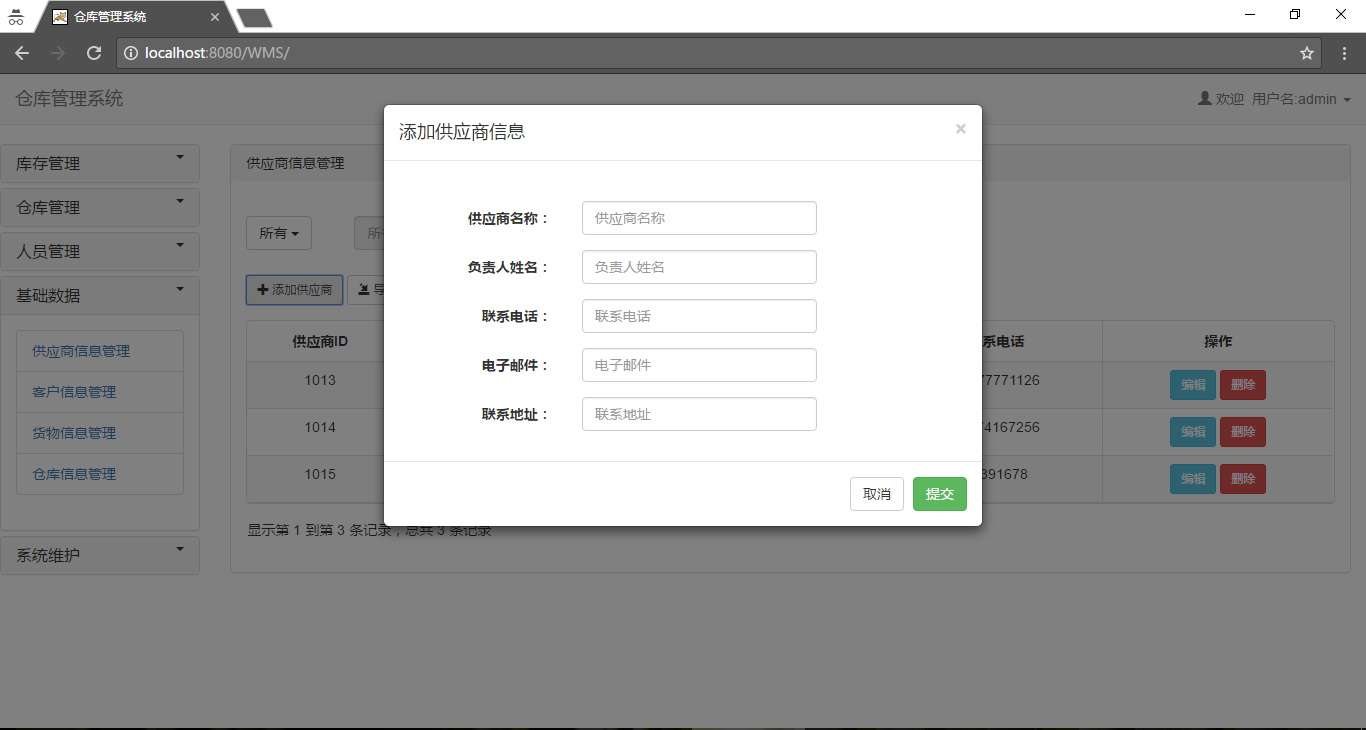 仓库管理系统
localhost:8080/WMS/
仓库管理系统
欢迎 用户名:admin
添加供应商信息
×
库存管理
仓库管理
人员管理
基础数据
供应商信息管理
客户信息管理
货物信息管理
仓库信息管理
系统维护
供应商信息管理
所有
添加供应商
供应商名称：
供应商名称
负责人姓名：
负责人姓名
联系电话：
联系电话
电子邮件：
电子邮件
联系地址：
联系地址
取消
提交
供应商ID
系电话
操作
1013
7771126
编辑
删除
1014
4167256
编辑
删除
1015
391678
编辑
删除
显示第 1 到第 3 条记录，总共 3 条记录